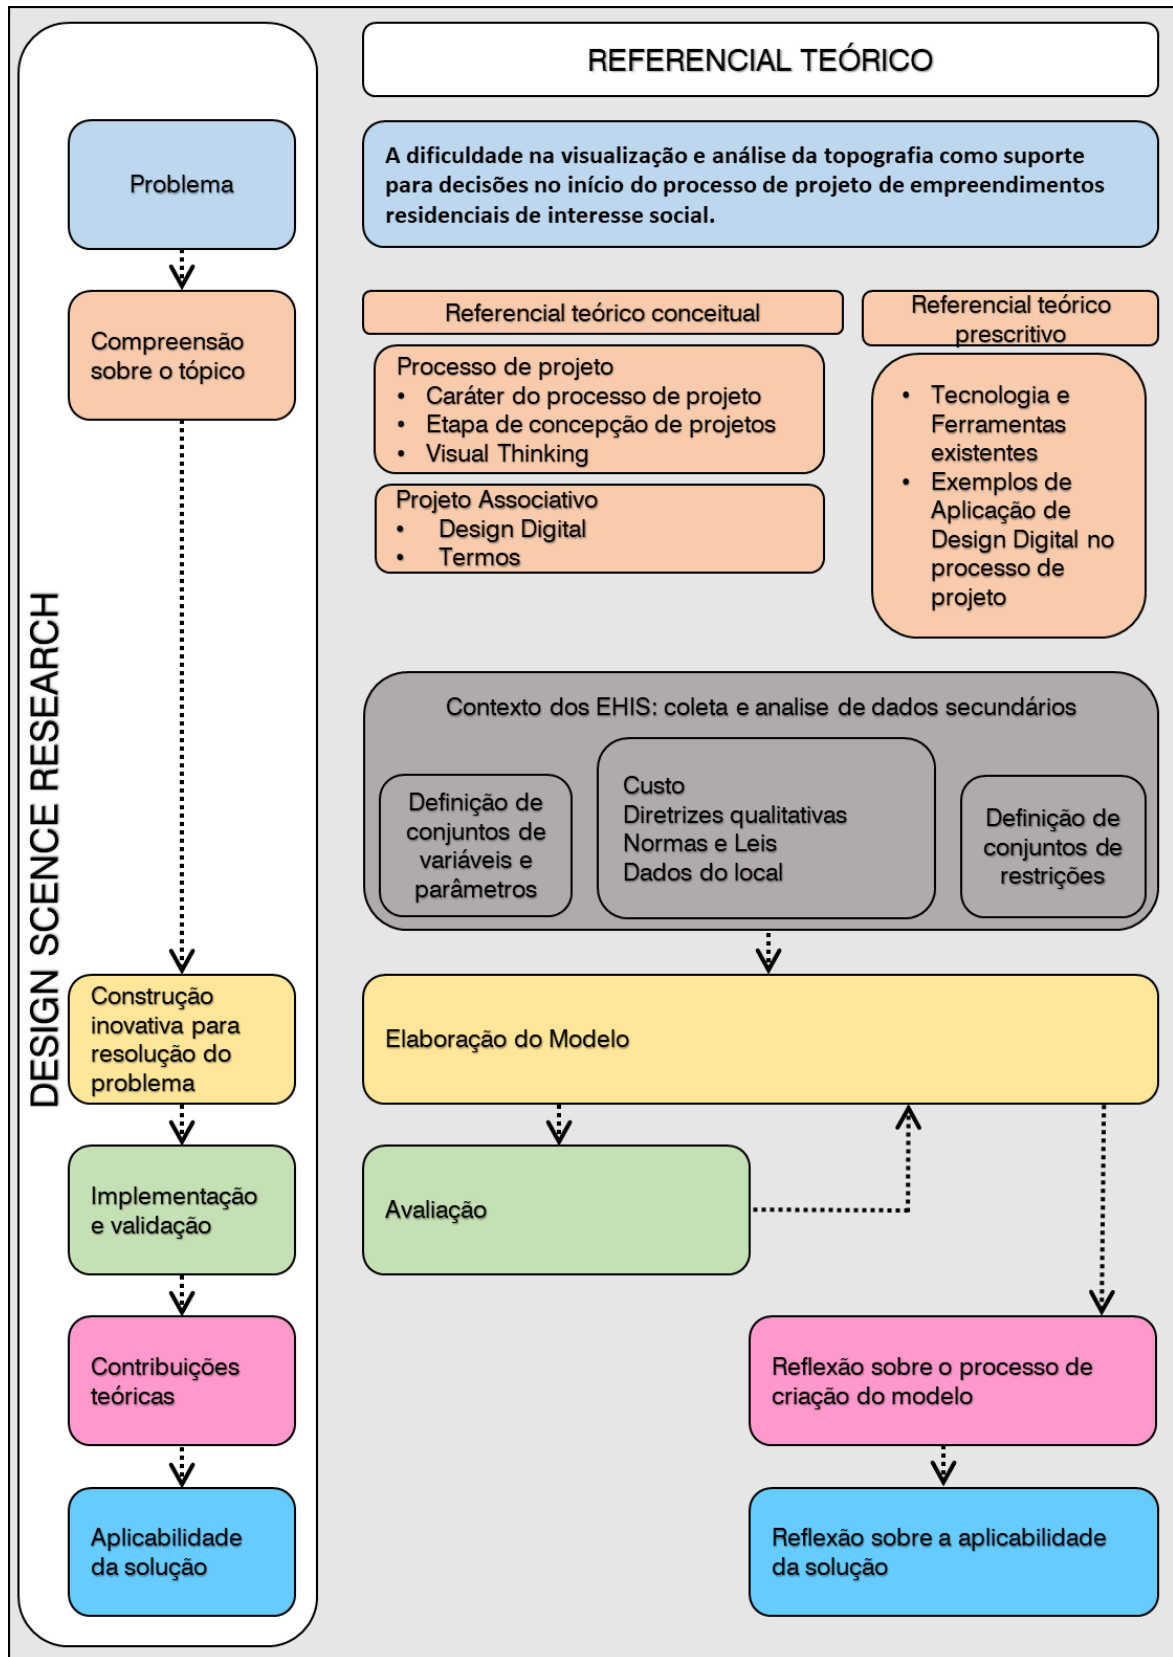 REFERENCIAL TEÓRICO
DESIGN SCENCE RESEARCH
Problema
A dificuldade na visualização e análise da topografia como suporte
para decisões no início do processo de projeto de empreendimentos
residenciais de interesse social.
Compreensão
sobre o tópico
Referencial teórico conceitual
Referencial teórico
prescritivo
Processo de projeto
• Caráter do processo de projeto
• Etapa de concepção de projetos
• Visual Thinking
Projeto Associativo
• Design Digital
• Termos
• Tecnologia e
Ferramentas
existentes
• Exemplos de
Aplicação de
Design Digital no
processo de
projeto
Contexto dos EHIS: coleta e analise de dados secundários
Definição de
conjuntos de
variáveis e
parâmetros
Custo
Diretrizes qualitativas
Normas e Leis
Dados do local
Definição de
conjuntos de
restrições
Construção
inovativa para
resolução do
problema
Elaboração do Modelo
Implementação
e validação
Avaliação
Contribuições
teóricas
Reflexão sobre o processo de
criação do modelo
Aplicabilidade
da solução
Reflexão sobre a aplicabilidade
da solução